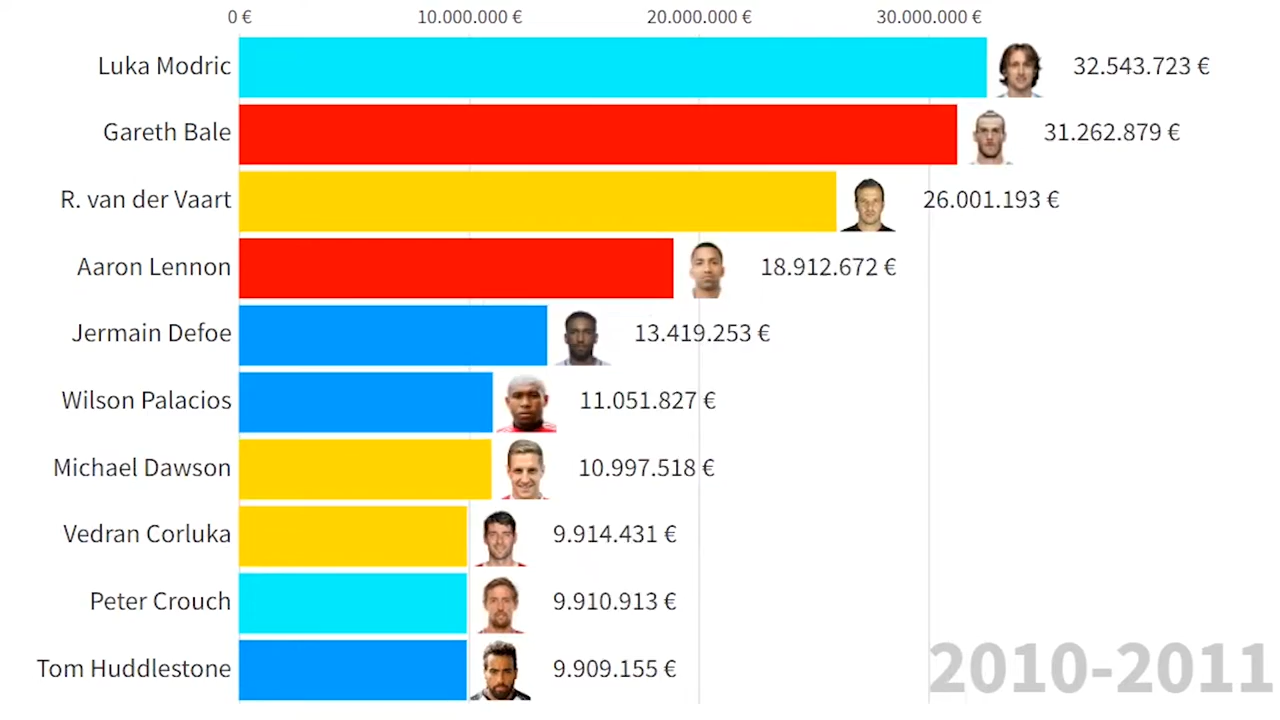 0 € 10.000.000 € 20.000.000 € 30.000.000 €
Luka Modric 32.543.723 €
Gareth Bale 31.262.879 €
R. van der Vaart 26.001.193 €
Aaron Lennon 18.912.672 €
Jermain Defoe 13.419.253 €
Wilson Palacios 11.051.827 €
Michael Dawson 10.997.518 €
Vedran Corluka 9.914.431 €
Peter Crouch 9.910.913 €
Tom Huddlestone 9.909.155 €
2010-2011